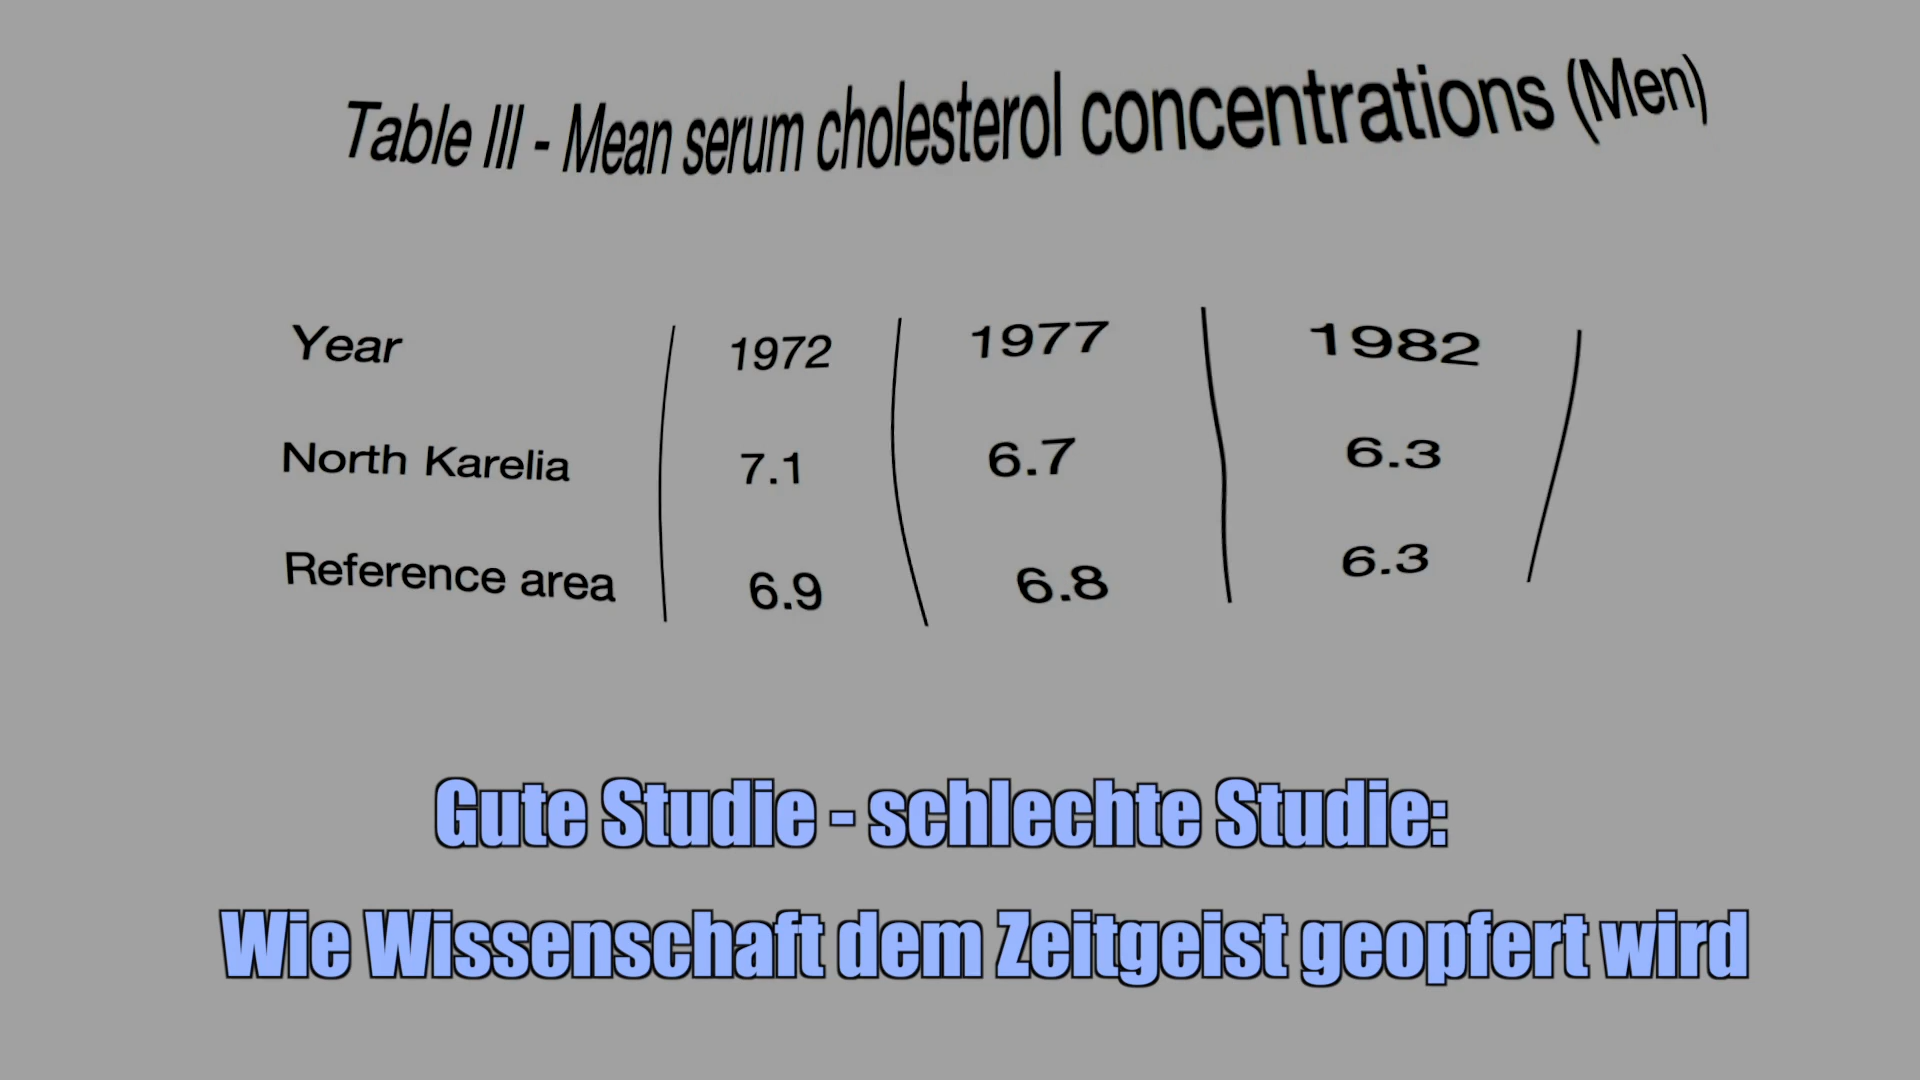 Table III - Mean serum cholesterol concentrations (Men)
Year 1972 1977 1982
North Karelia 7.1 6.7 6.3
Reference area 6.9 6.8 6.3
Gute Studie - schlechte Studie:
Wie Wissenschaft dem Zeitgeist geopfert wird